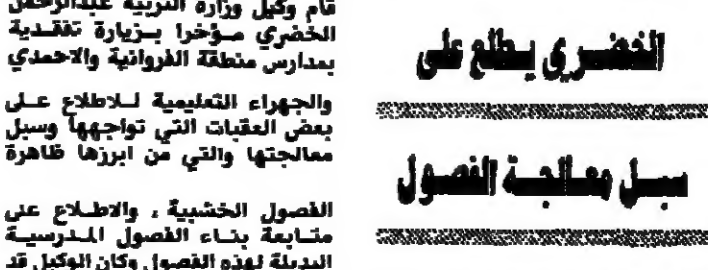 الخضري يطلع على
سبل معالجة الفصول
قام وكيل وزارة التربية عبدالرحمن
الخضري مؤخرا بزيارة تفقدية
بمدارس منطقة الفروانية والاحمدي
والجهراء التعليمية للاطلاع على
بعض العقبات التي تواجهها وسبل
معالجتها والتي من ابرزها ظاهرة
الفصول الخشبية ، والاطلاع على
متابعة بناء الفصول المدرسية
البديلة لهذه الفصول وكان الوكيل قد